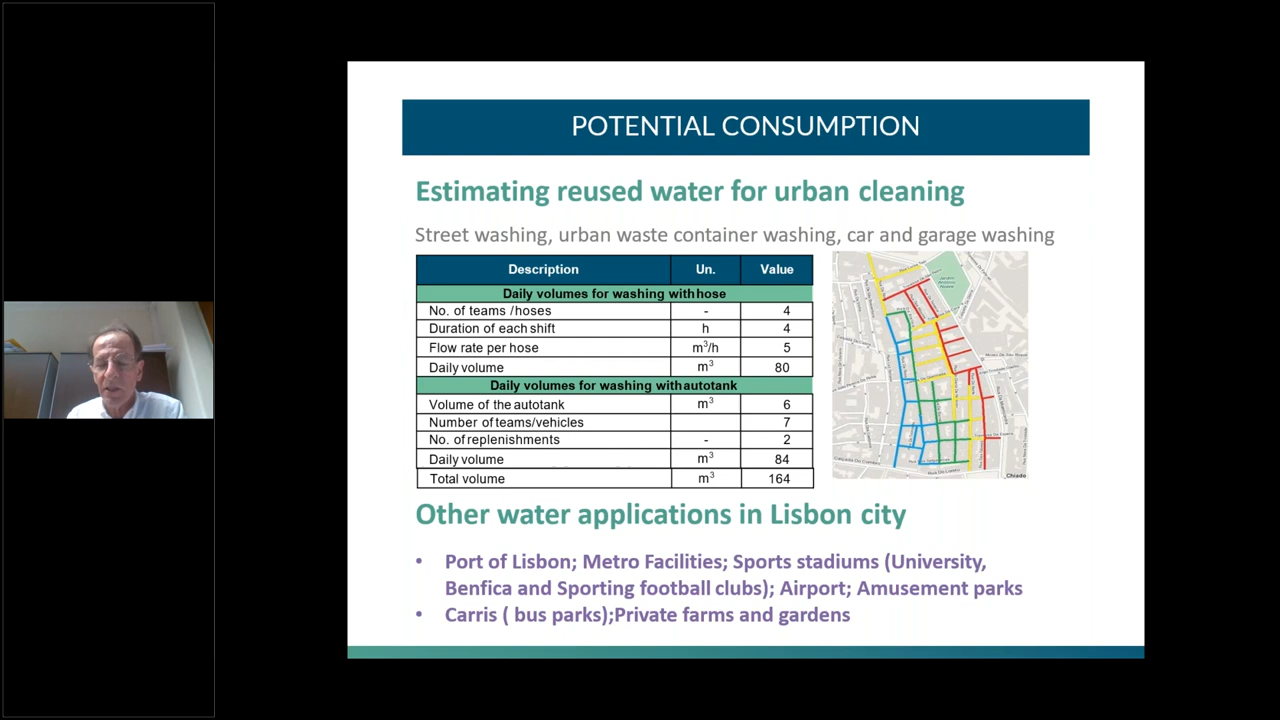 POTENTIAL CONSUMPTION
Estimating reused water for urban cleaning
Street washing, urban waste container washing, car and garage washing
Description Un. Value
Daily volumes for washing with hose
No. of teams /hoses - 4
Duration of each shift h 4
Flow rate per hose m³/h 5
Daily volume m³ 80
Daily volumes for washing with autotank
Volume of the autotank m³ 6
Number of teams/vehicles 7
No. of replenishments - 2
Daily volume m³ 84
Total volume m³ 164
Chiado
Other water applications in Lisbon city
• Port of Lisbon; Metro Facilities; Sports stadiums (University,
Benfica and Sporting football clubs); Airport; Amusement parks
• Carris ( bus parks);Private farms and gardens